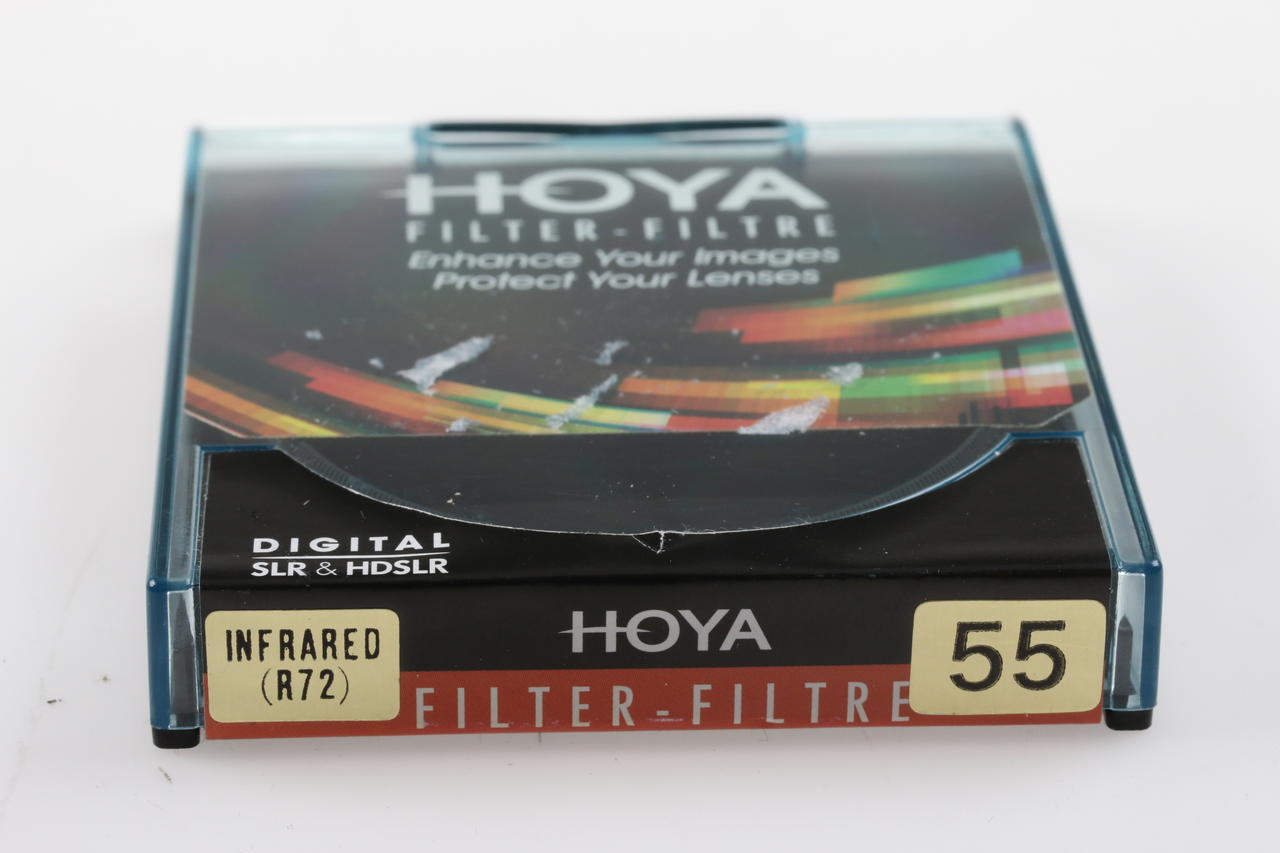 HOYA
FILTER-FILTRE
Enhance Your Images
Protect Your Lenses
DIGITAL
SLR & HDSLR
INFRARED
(R72)
HOYA
FILTER-FILTRE
55